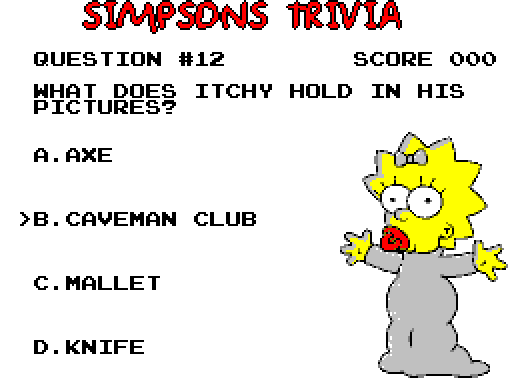 SIMPSONS TRIVIA
QUESTION #12 SCORE 000
WHAT DOES ITCHY HOLD IN HIS
PICTURES?
A.AXE
>B.CAVEMAN CLUB
C.MALLET
D.KNIFE